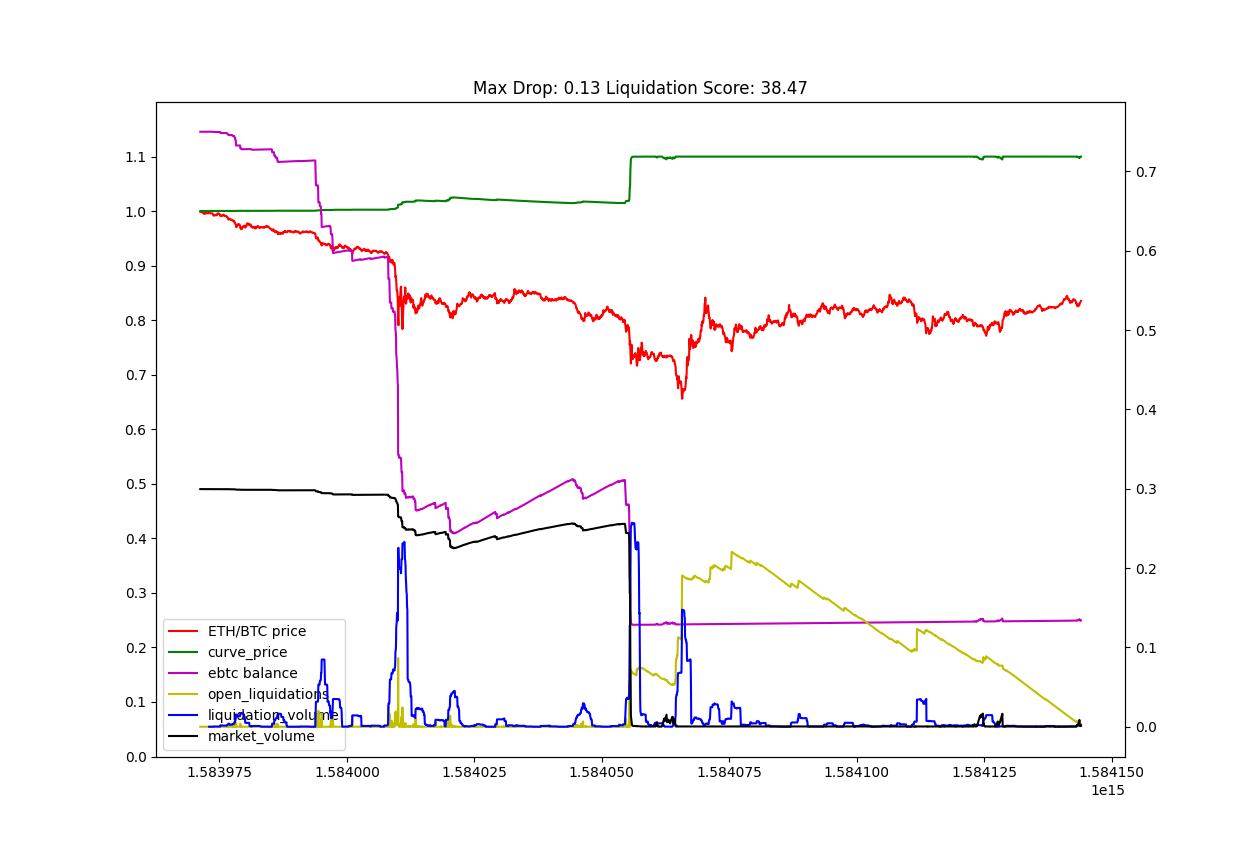 Max Drop: 0.13 Liquidation Score: 38.47
1.1
1.0
0.9
0.8
0.7
0.6
0.5
0.4
0.3
0.2
0.1
0.0
0.7
0.6
0.5
0.4
0.3
0.2
0.1
0.0
ETH/BTC price
curve_price
ebtc balance
open_liquidations
liquidation_volume
market_volume
1.583975 1.584000 1.584025 1.584050 1.584075 1.584100 1.584125 1.584150
1e15